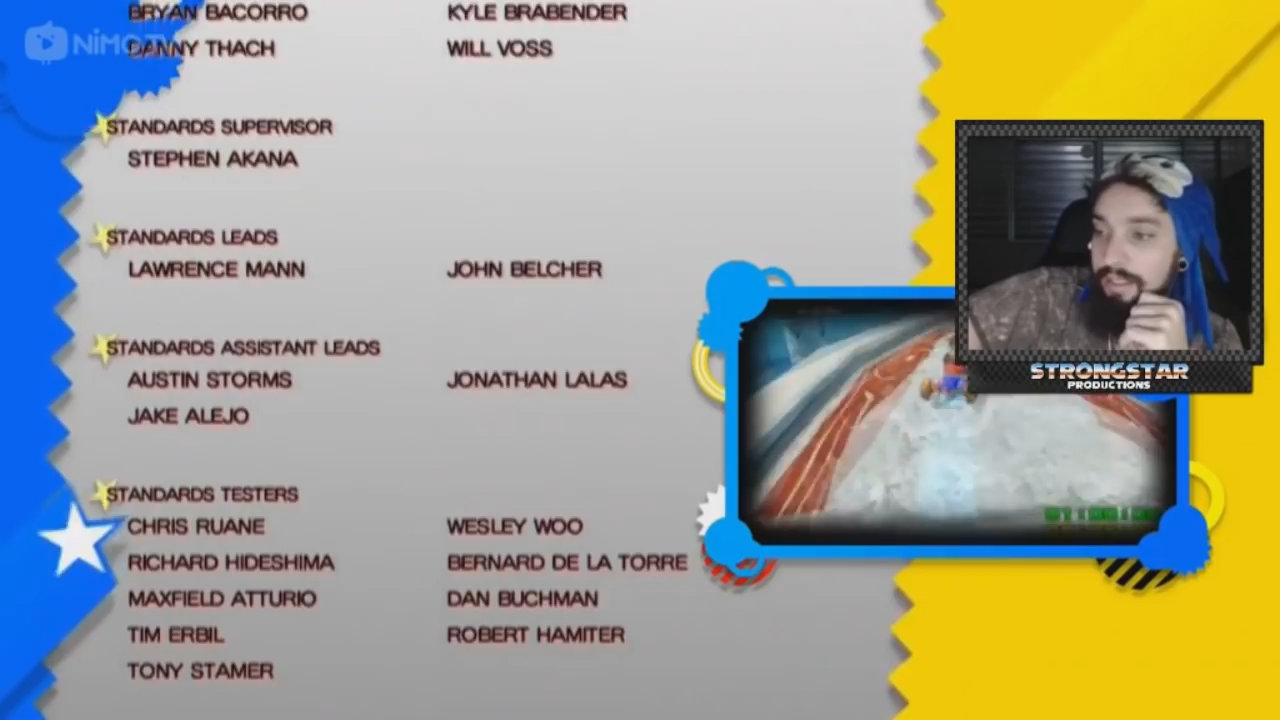 NiMO TV
BRYAN BACORRO KYLE BRABENDER
DANNY THACH WILL VOSS
STANDARDS SUPERVISOR
STEPHEN AKANA
STANDARDS LEADS
LAWRENCE MANN JOHN BELCHER
STANDARDS ASSISTANT LEADS
AUSTIN STORMS JONATHAN LALAS
JAKE ALEJO
STANDARDS TESTERS
CHRIS RUANE WESLEY WOO
RICHARD HIDESHIMA BERNARD DE LA TORRE
MAXFIELD ATTURIO DAN BUCHMAN
TIM ERBIL ROBERT HAMITER
TONY STAMER
STRONGSTAR
PRODUCTIONS